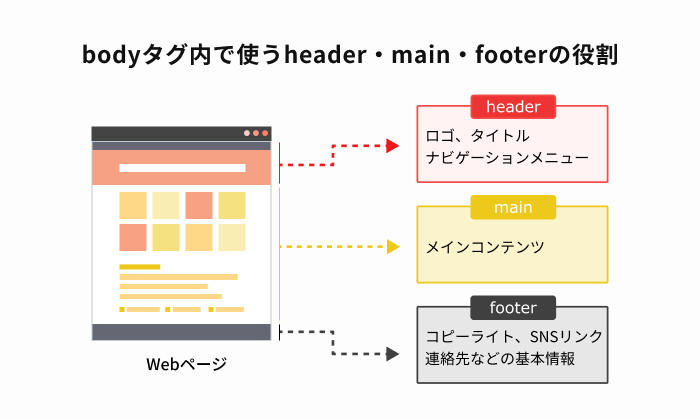 bodyタグ内で使うheader・main・footerの役割
header
ロゴ、タイトル
ナビゲーションメニュー
main
メインコンテンツ
footer
コピーライト、SNSリンク
連絡先などの基本情報
Webページ